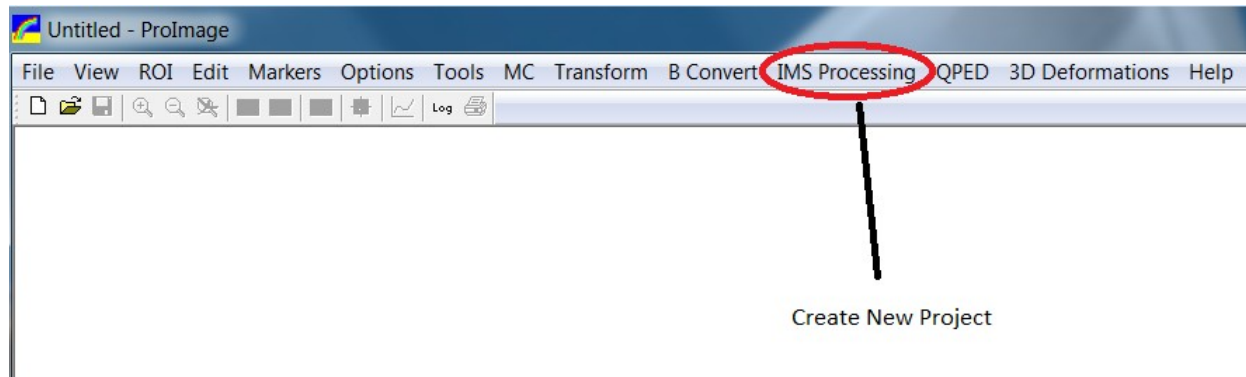 Untitled - ProImage
File View ROI Edit Markers Options Tools MC Transform B Convert IMS Processing QPED 3D Deformations Help
Log
Create New Project